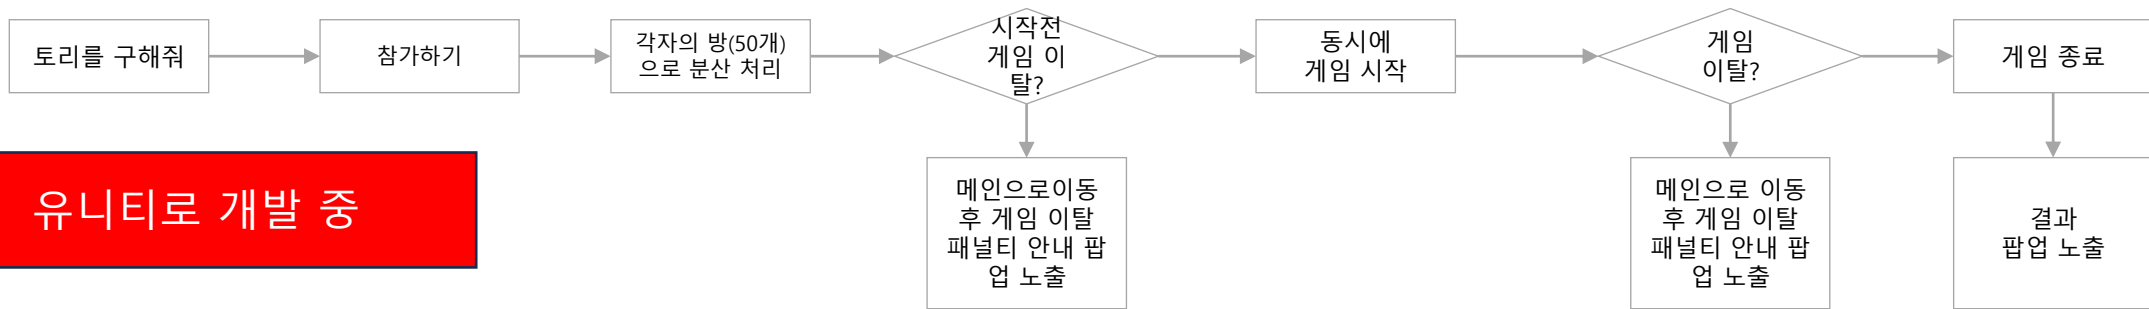 토리를 구해줘
참가하기
각자의 방(50개)
으로 분산 처리
시작전
게임 이
탈?
동시에
게임 시작
게임
이탈?
게임 종료
유니티로 개발 중
메인으로이동
후 게임 이탈
패널티 안내 팝
업 노출
메인으로 이동
후 게임 이탈
패널티 안내 팝
업 노출
결과
팝업 노출